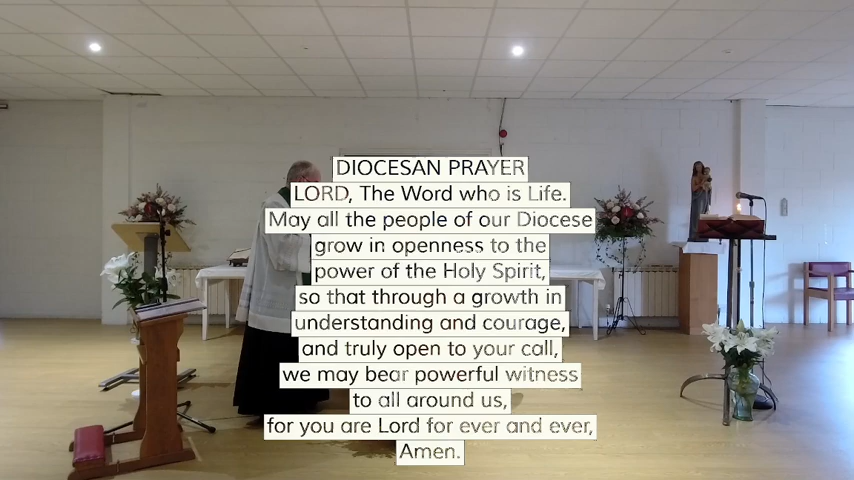 DIOCESAN PRAYER
LORD, The Word who is Life.
May all the people of our Diocese
grow in openness to the
power of the Holy Spirit,
so that through a growth in
understanding and courage,
and truly open to your call,
we may bear powerful witness
to all around us,
for you are Lord for ever and ever,
Amen.